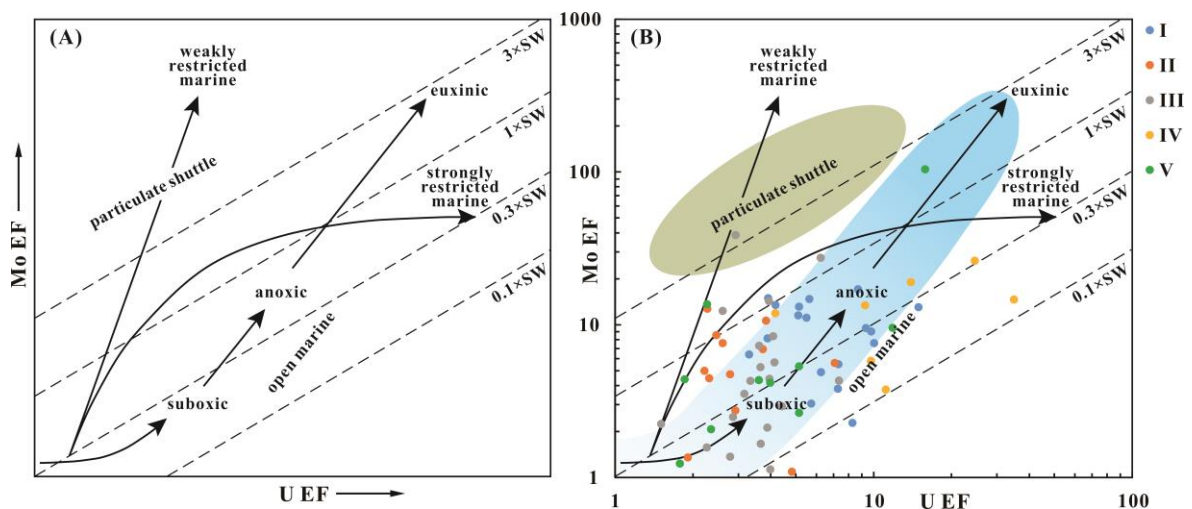 (A)
weakly
restricted
marine
particulate shuttle
euxinic
strongly
restricted
marine
anoxic
open marine
suboxic
3×SW
1×SW
0.3×SW
0.1×SW
Mo EF
U EF
(B)
1000
100
10
1
weakly
restricted
marine
particulate shuttle
euxinic
strongly
restricted
marine
anoxic
open marine
suboxic
3×SW
1×SW
0.3×SW
0.1×SW
Mo EF
1
10
U EF
100
I
II
III
IV
V